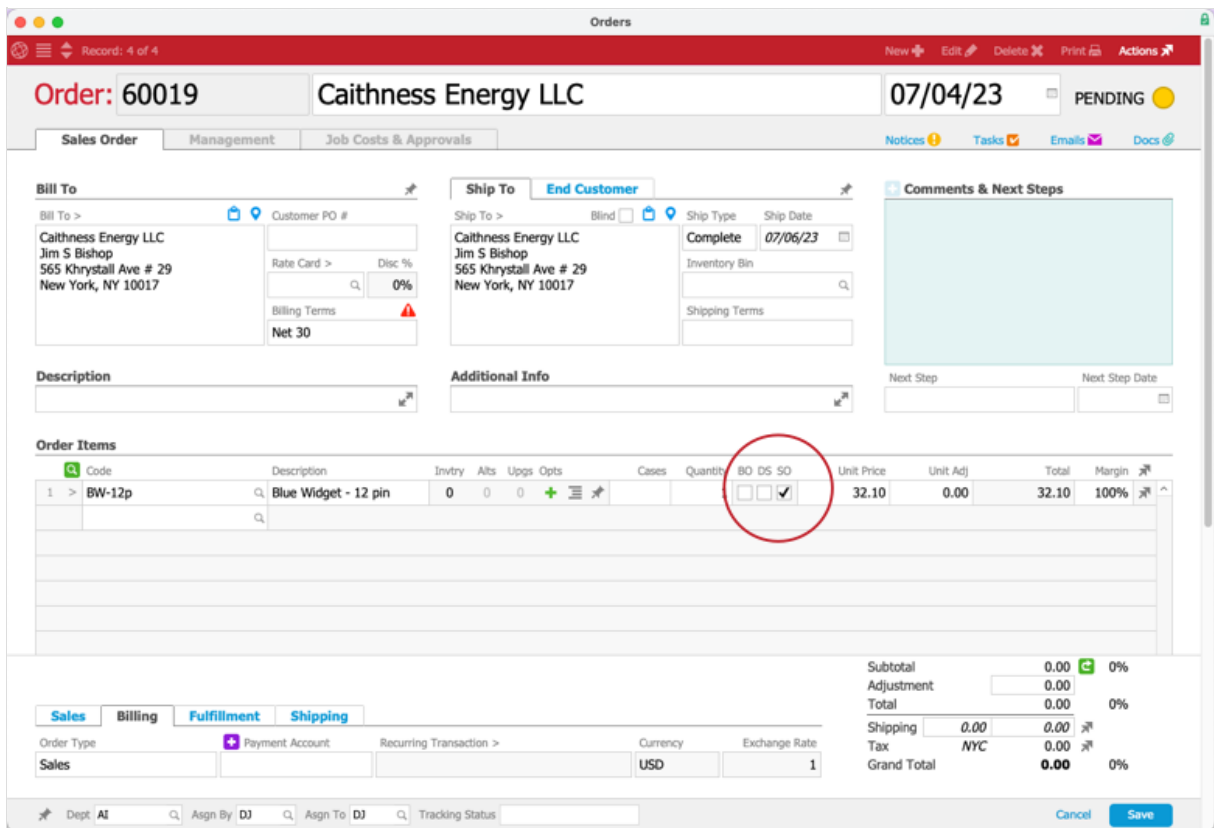 Orders
Record: 4 of 4 New Edit Delete Print Actions
Order: 60019 Caithness Energy LLC 07/04/23 PENDING
Sales Order Management Job Costs & Approvals Notices Tasks Emails Docs
Bill To Ship To End Customer Comments & Next Steps
Bill To > Customer PO # Ship To > Blind Ship Type Ship Date
Caithness Energy LLC Caithness Energy LLC Complete 07/06/23
Jim S Bishop Jim S Bishop
565 Khrystall Ave # 29 Rate Card > Disc % 565 Khrystall Ave # 29 Inventory Bin
New York, NY 10017 0% New York, NY 10017
Billing Terms Shipping Terms
Net 30
Description Additional Info Next Step Next Step Date
Order Items
Code Description Invtry Alts Upgs Opts Cases Quantity BO DS SO Unit Price Unit Adj Total Margin
1 > BW-12p Blue Widget - 12 pin 0 0 0 1 32.10 0.00 32.10 100%
Subtotal 0.00 0%
Adjustment 0.00
Total 0.00 0%
Sales Billing Fulfillment Shipping
Shipping 0.00 0.00
Order Type Payment Account Recurring Transaction > Currency Exchange Rate
Tax NYC 0.00
Sales USD 1
Grand Total 0.00 0%
Dept AI Asgn By DJ Asgn To DJ Tracking Status Cancel Save